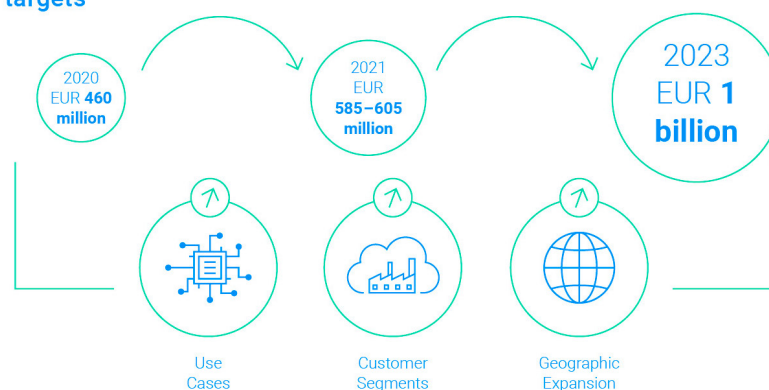 targets
2020
EUR 460
million
2021
EUR
585–605
million
2023
EUR 1
billion
Use
Cases
Customer
Segments
Geographic
Expansion